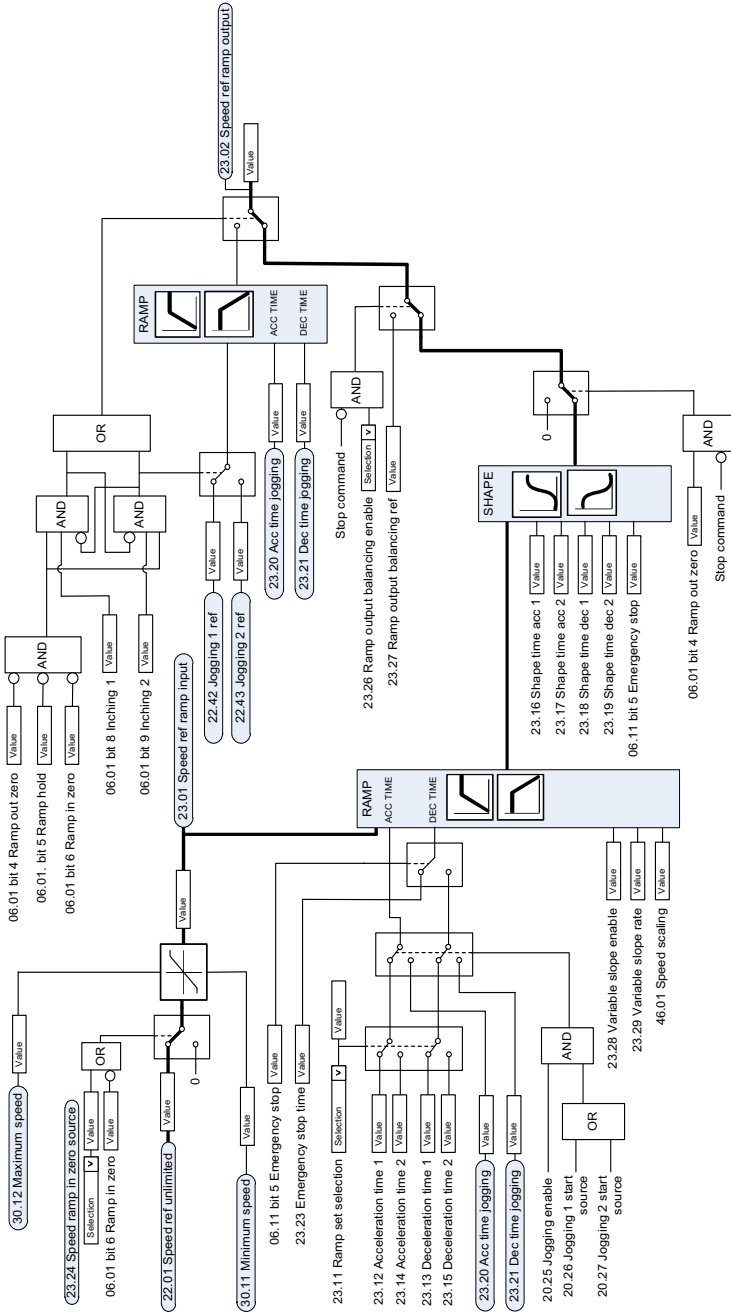 30.12 Maximum speed
Value
23.24 Speed ramp in zero source
Selection
v
Value
06.01 bit 6 Ramp in zero
Value
OR
22.01 Speed ref unlimited
Value
0
30.11 Minimum speed
Value
Value
23.01 Speed ref ramp input
06.01 bit 4 Ramp out zero
Value
06.01. bit 5 Ramp hold
Value
06.01 bit 6 Ramp in zero
Value
AND
06.01 bit 8 Inching 1
Value
06.01 bit 9 Inching 2
Value
AND
AND
OR
22.42 Jogging 1 ref
Value
22.43 Jogging 2 ref
Value
23.20 Acc time jogging
Value
23.21 Dec time jogging
Value
RAMP
ACC TIME
DEC TIME
23.02 Speed ref ramp output
Value
06.11 bit 5 Emergency stop
Value
23.23 Emergency stop time
Value
23.11 Ramp set selection
Selection
v
Value
23.12 Acceleration time 1
Value
23.14 Acceleration time 2
Value
23.13 Deceleration time 1
Value
23.15 Deceleration time 2
Value
23.20 Acc time jogging
Value
23.21 Dec time jogging
Value
20.25 Jogging enable
20.26 Jogging 1 start
source
20.27 Jogging 2 start
source
OR
AND
RAMP
ACC TIME
DEC TIME
23.28 Variable slope enable
Value
23.29 Variable slope rate
Value
46.01 Speed scaling
Value
Stop command
AND
23.26 Ramp output balancing enable
Selection
v
23.27 Ramp output balancing ref
Value
0
SHAPE
23.16 Shape time acc 1
Value
23.17 Shape time acc 2
Value
23.18 Shape time dec 1
Value
23.19 Shape time dec 2
Value
06.11 bit 5 Emergency stop
Value
06.01 bit 4 Ramp out zero
Value
Stop command
AND